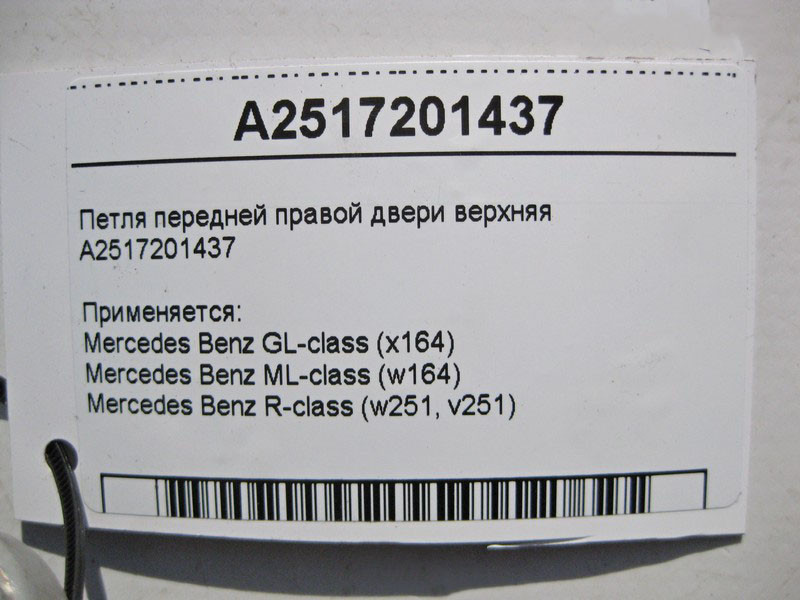 A2517201437
Петля передней правой двери верхняя
A2517201437
Применяется:
Mercedes Benz GL-class (x164)
Mercedes Benz ML-class (w164)
Mercedes Benz R-class (w251, v251)